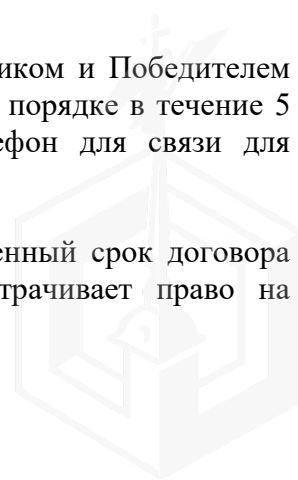 иком и Победителем
порядке в течение 5
ефон для связи для
енный срок договора
трачивает право на